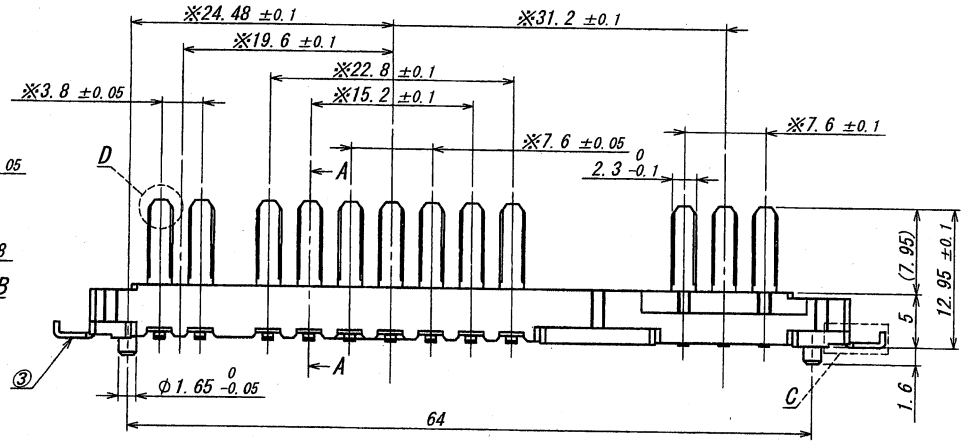 ※24.48 ±0.1
※31.2 ±0.1
※19.6 ±0.1
※22.8 ±0.1
※3.8 ±0.05
※15.2 ±0.1
※7.6 ±0.1
※7.6 ±0.05
D
A
2.3 0 -0.1
05
8
B
(7.95)
12.95 ±0.1
5
③
A
φ1.65 0 -0.05
C
1.6
64